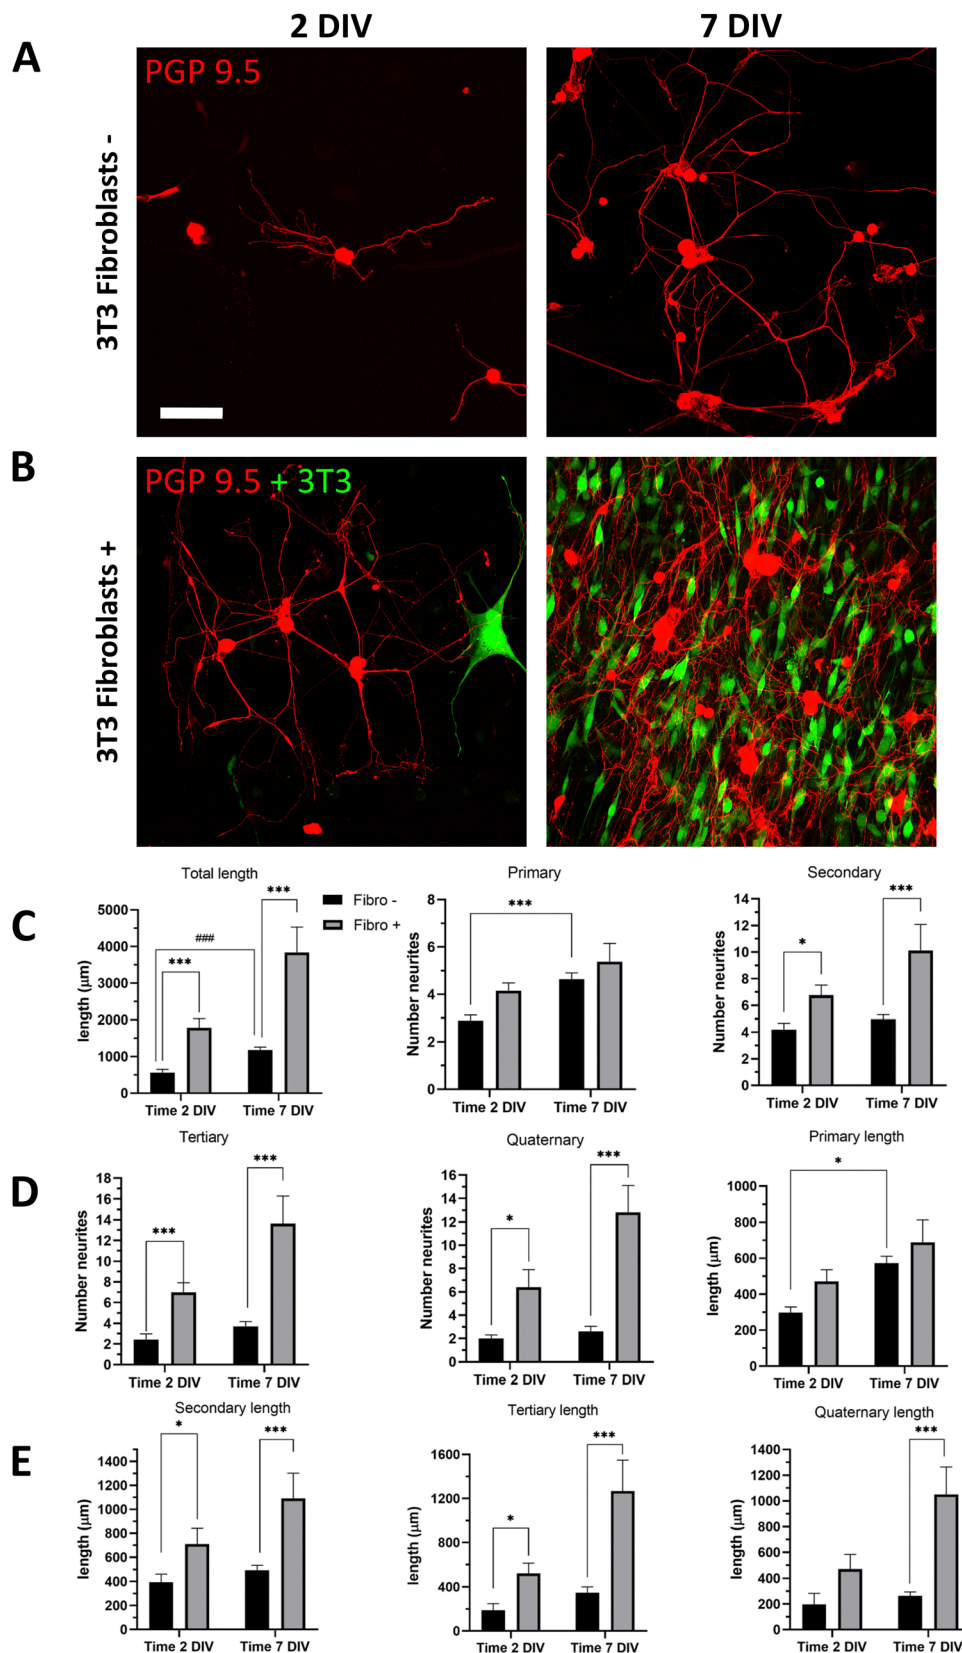 2 DIV 7 DIV
A
PGP 9.5
3T3 Fibroblasts -
B
PGP 9.5 + 3T3
3T3 Fibroblasts +
C
Total length
length (μm)
5000
4000
3000
2000
1000
0
***
###
***
Time 2 DIV Time 7 DIV
Fibro -
Fibro +
Primary
Number neurites
8
6
4
2
0
***
Time 2 DIV Time 7 DIV
Secondary
Number neurites
14
12
10
8
6
4
2
0
*
***
Time 2 DIV Time 7 DIV
D
Tertiary
Number neurites
18
16
14
12
10
8
6
4
2
0
***
***
Time 2 DIV Time 7 DIV
Quaternary
Number neurites
16
14
12
10
8
6
4
2
0
*
***
Time 2 DIV Time 7 DIV
Primary length
length (μm)
1000
800
600
400
200
0
*
Time 2 DIV Time 7 DIV
E
Secondary length
length (μm)
1400
1200
1000
800
600
400
200
0
*
***
Time 2 DIV Time 7 DIV
Tertiary length
length (μm)
1600
1200
800
400
0
*
***
Time 2 DIV Time 7 DIV
Quaternary length
length (μm)
1400
1200
1000
800
600
400
200
0
***
Time 2 DIV Time 7 DIV